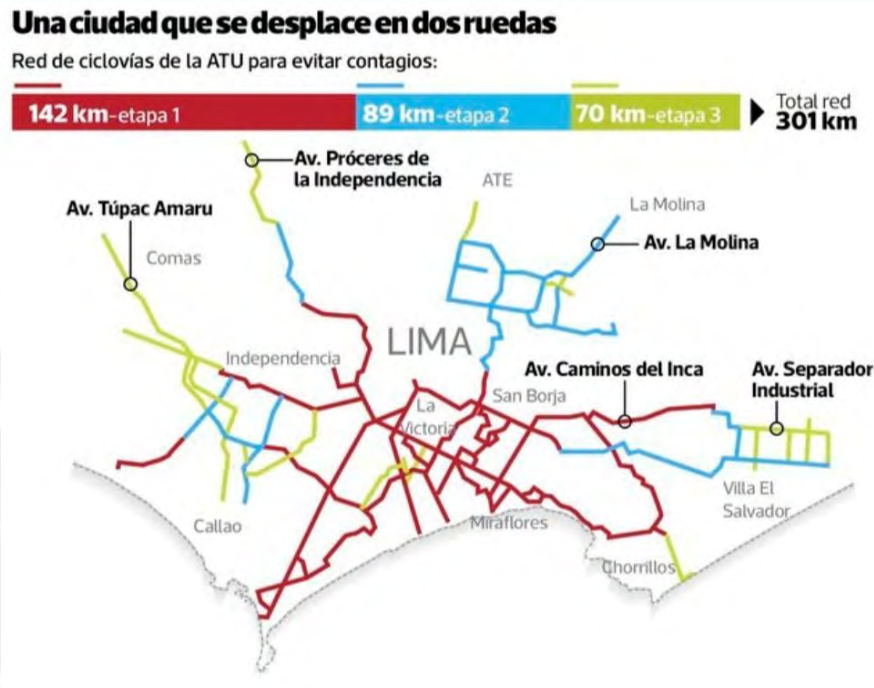 Una ciudad que se desplace en dos ruedas
Red de ciclovías de la ATU para evitar contagios:
142 km-etapa 1
89 km-etapa 2
70 km-etapa 3
Total red
301 km
Av. Próceres de
la Independencia
ATE
La Molina
Av. Túpac Amaru
Av. La Molina
Comas
LIMA
Independencia
Av. Caminos del Inca
Av. Separador
Industrial
San Borja
La
Victoria
Villa El
Salvador
Callao
Miraflores
Chorrillos